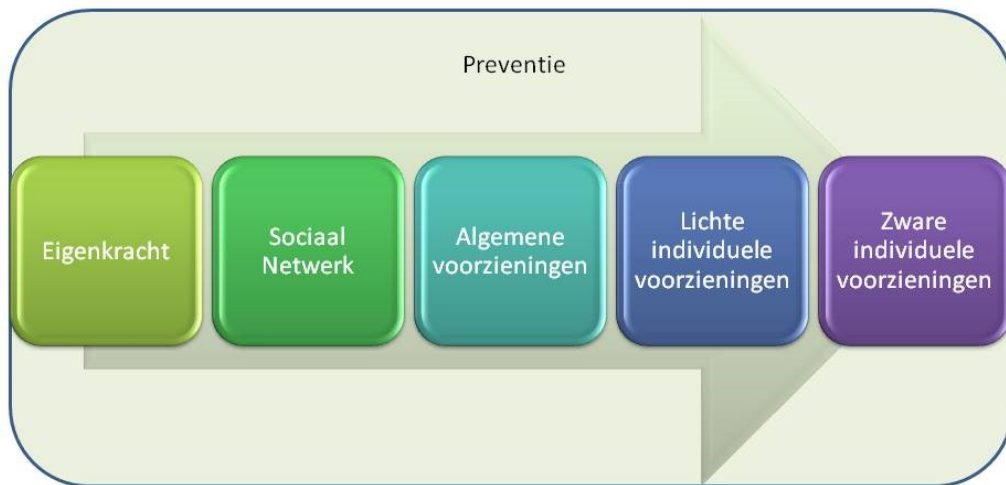 Preventie
Eigenkracht
Sociaal
Netwerk
Algemene
voorzieningen
Lichte
individuele
voorzieningen
Zware
individuele
voorzieningen